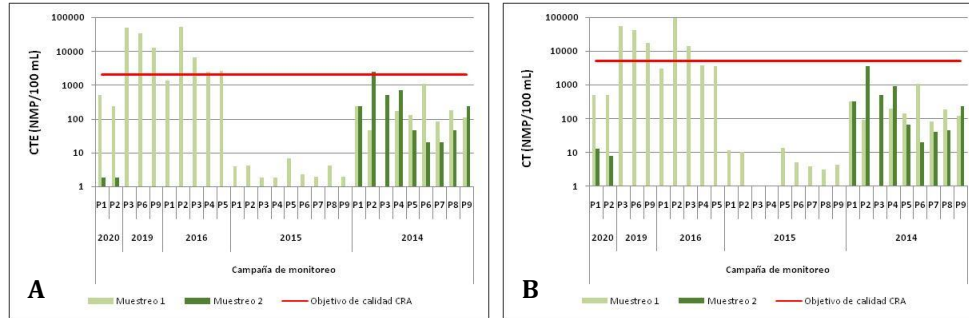 100000
10000
1000
100
10
1
CTE (NMP/100 mL)
P1 P2 P3 P6 P9 P1 P2 P3 P4 P5 P1 P2 P3 P4 P5 P6 P7 P8 P9 P1 P2 P3 P4 P5 P6 P7 P8 P9
2020 2019 2016 2015 2014
Campaña de monitoreo
A
Muestreo 1 Muestreo 2 Objetivo de calidad CRA
100000
10000
1000
100
10
1
CT (NMP/100 mL)
P1 P2 P3 P6 P9 P1 P2 P3 P4 P5 P1 P2 P3 P4 P5 P6 P7 P8 P9 P1 P2 P3 P4 P5 P6 P7 P8 P9
2020 2019 2016 2015 2014
Campaña de monitoreo
B
Muestreo 1 Muestreo 2 Objetivo de calidad CRA